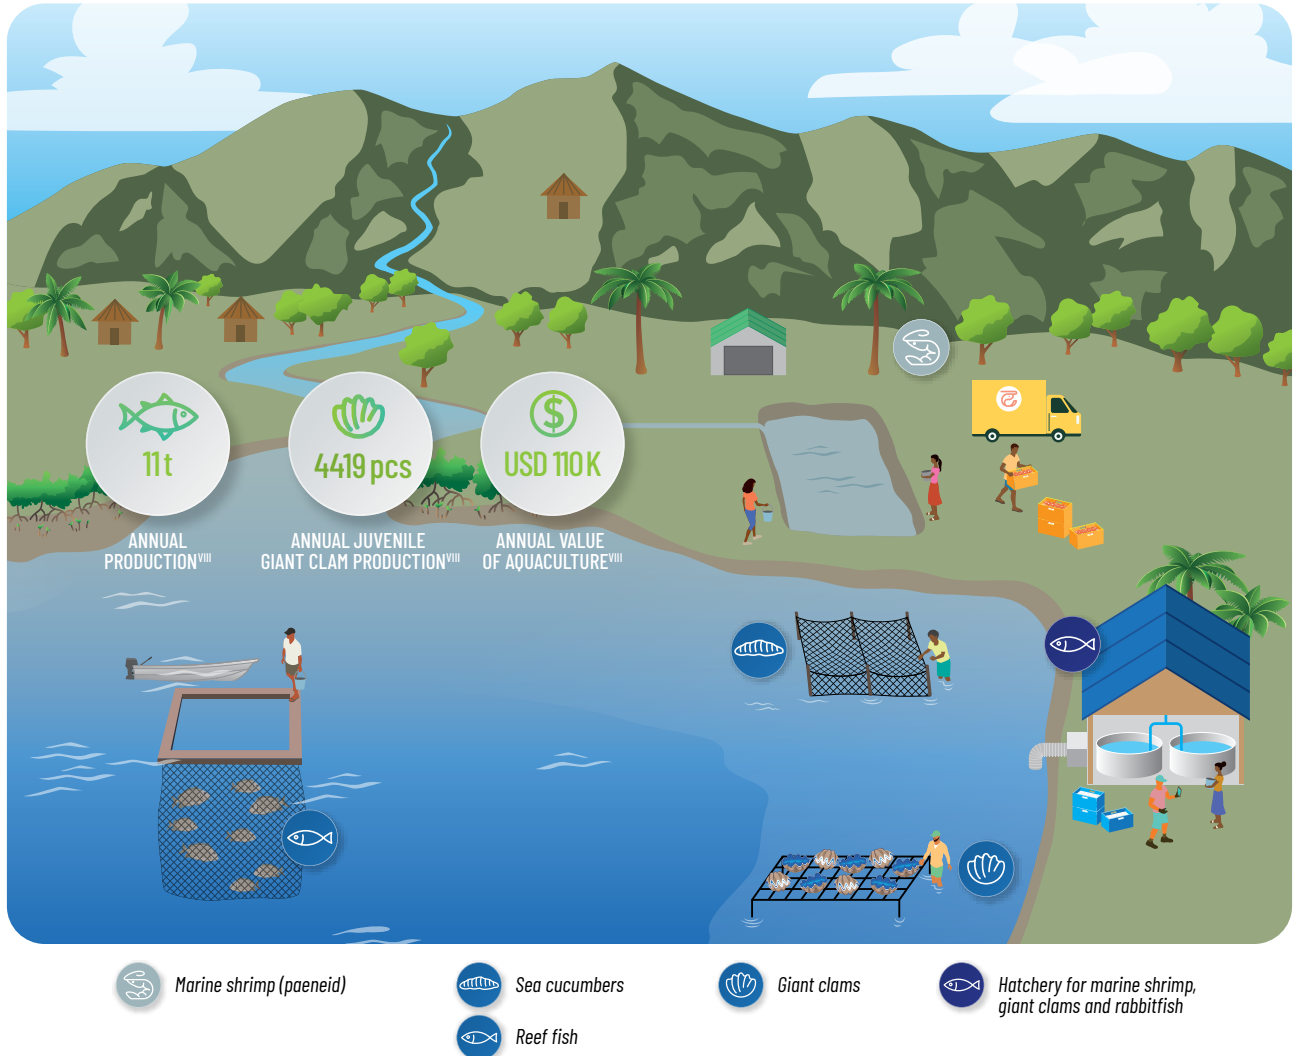 11 t
4419 pcs
$
USD 110 K
ANNUAL
PRODUCTIONVIII
ANNUAL JUVENILE
GIANT CLAM PRODUCTIONVIII
ANNUAL VALUE
OF AQUACULTUREVIII
Marine shrimp (paeneid)
Sea cucumbers
Reef fish
Giant clams
Hatchery for marine shrimp,
giant clams and rabbitfish